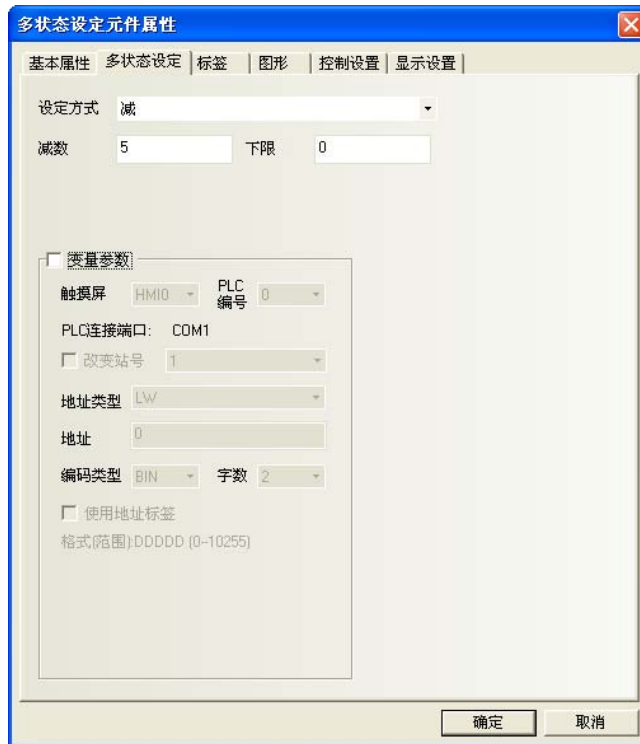 多状态设定元件属性
基本属性 多状态设定 标签 图形 控制设置 显示设置
设定方式 减
减数 5 下限 0
变量参数
触摸屏 HMI0 PLC编号 0
PLC连接端口: COM1
改变站号 1
地址类型 LW
地址 0
编码类型 BIN 字数 2
使用地址标签
格式(范围):DDDDD (0~10255)
确定 取消